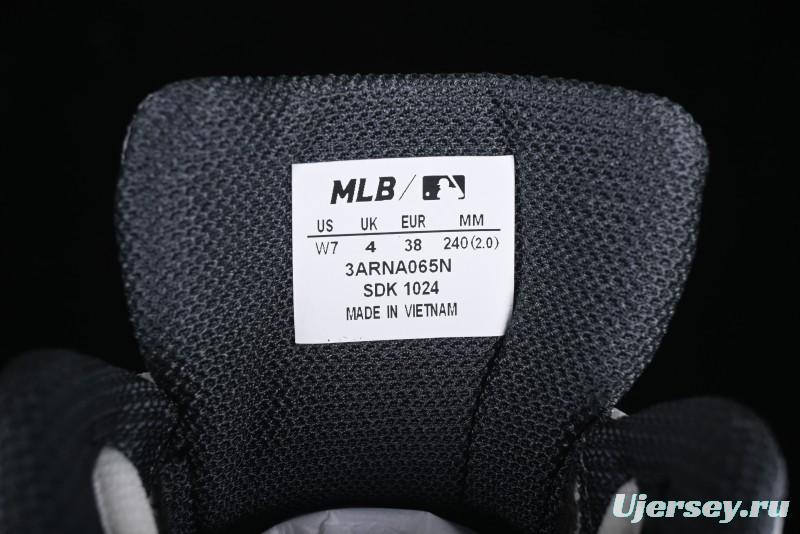 MLB /
US UK EUR MM
W7 4 38 240(2.0)
3ARNA065N
SDK 1024
MADE IN VIETNAM
Ujersey.ru